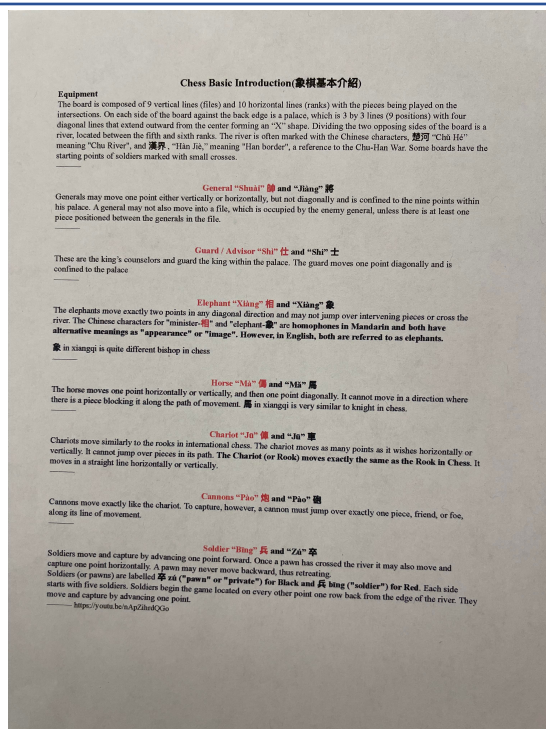 Chess Basic Introduction(象棋基本介紹)
Equipment
The board is composed of 9 vertical lines (files) and 10 horizontal lines (ranks) with the pieces being played on the
intersections. On each side of the board against the back edge is a palace, which is 3 by 3 lines (9 positions) with four
diagonal lines that extend outward from the center forming an “X” shape. Dividing the two opposing sides of the board is a
river, located between the fifth and sixth ranks. The river is often marked with the Chinese characters, 楚河 “Chǔ Hé”
meaning "Chu River", and 漢界 , “Hàn Jiè,” meaning "Han border", a reference to the Chu-Han War. Some boards have the
starting points of soldiers marked with small crosses.
General “Shuài” 帥 and “Jiàng” 將
Generals may move one point either vertically or horizontally, but not diagonally and is confined to the nine points within
his palace. A general may not also move into a file, which is occupied by the enemy general, unless there is at least one
piece positioned between the generals in the file.
Guard / Advisor “Shì” 仕 and “Shì” 士
These are the king’s counselors and guard the king within the palace. The guard moves one point diagonally and is
confined to the palace
Elephant “Xiàng” 相 and “Xiàng” 象
The elephants move exactly two points in any diagonal direction and may not jump over intervening pieces or cross the
river. The Chinese characters for "minister-相" and "elephant-象" are homophones in Mandarin and both have
alternative meanings as "appearance" or "image". However, in English, both are referred to as elephants.
象 in xiangqi is quite different bishop in chess
Horse “Mà” 傌 and “Mǎ” 馬
The horse moves one point horizontally or vertically, and then one point diagonally. It cannot move in a direction where
there is a piece blocking it along the path of movement. 馬 in xiangqi is very similar to knight in chess.
Chariot “Jū” 俥 and “Jū” 車
Chariots move similarly to the rooks in international chess. The chariot moves as many points as it wishes horizontally or
vertically. It cannot jump over pieces in its path. The Chariot (or Rook) moves exactly the same as the Rook in Chess. It
moves in a straight line horizontally or vertically.
Cannons “Pào” 炮 and “Pào” 砲
Cannons move exactly like the chariot. To capture, however, a cannon must jump over exactly one piece, friend, or foe,
along its line of movement.
Soldier “Bīng” 兵 and “Zú” 卒
Soldiers move and capture by advancing one point forward. Once a pawn has crossed the river it may also move and
capture one point horizontally. A pawn may never move backward, thus retreating.
Soldiers (or pawns) are labelled 卒 zú ("pawn" or "private") for Black and 兵 bīng ("soldier") for Red. Each side
starts with five soldiers. Soldiers begin the game located on every other point one row back from the edge of the river. They
move and capture by advancing one point.
https://youtu.be/nApZihrdQGo